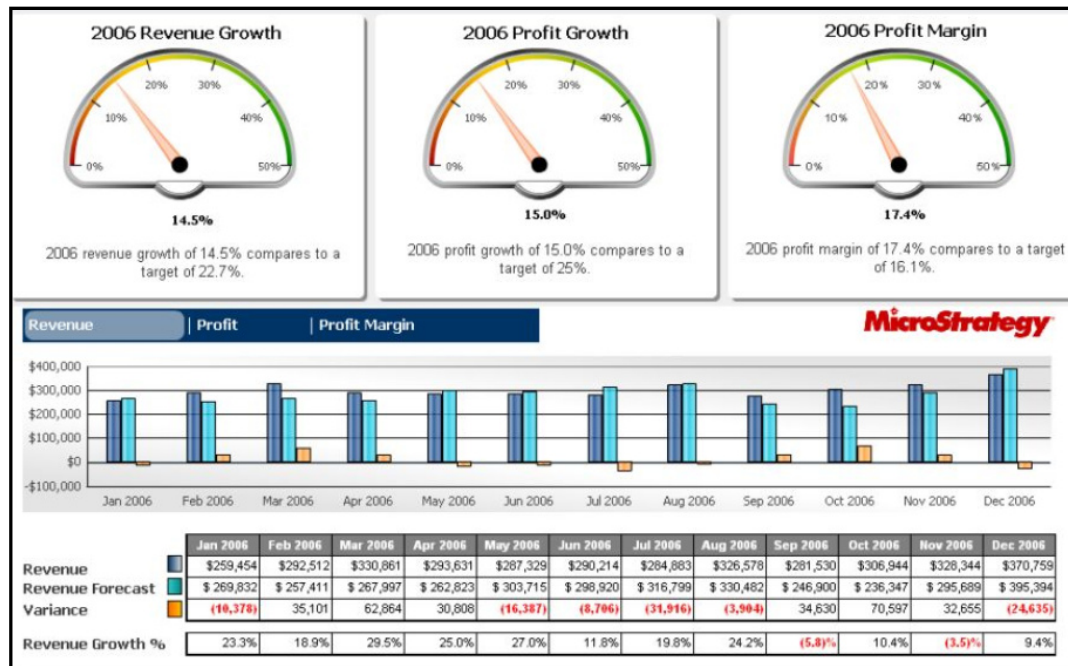 2006 Revenue Growth
0%
10%
20%
30%
40%
50%
14.5%
2006 revenue growth of 14.5% compares to a
target of 22.7%.
2006 Profit Growth
0%
10%
20%
30%
40%
50%
15.0%
2006 profit growth of 15.0% compares to a
target of 25%.
2006 Profit Margin
0%
10%
20%
30%
40%
50%
17.4%
2006 profit margin of 17.4% compares to a target
of 16.1%.
Revenue | Profit | Profit Margin
MicroStrategy
$400,000
$300,000
$200,000
$100,000
$0
-$100,000
Jan 2006 Feb 2006 Mar 2006 Apr 2006 May 2006 Jun 2006 Jul 2006 Aug 2006 Sep 2006 Oct 2006 Nov 2006 Dec 2006
Jan 2006 Feb 2006 Mar 2006 Apr 2006 May 2006 Jun 2006 Jul 2006 Aug 2006 Sep 2006 Oct 2006 Nov 2006 Dec 2006
Revenue $259,454 $292,512 $330,861 $293,631 $287,329 $290,214 $284,883 $326,578 $281,530 $306,944 $328,344 $370,759
Revenue Forecast $ 269,832 $ 257,411 $ 267,997 $ 262,823 $ 303,715 $ 298,920 $ 316,799 $ 330,482 $ 246,900 $ 236,347 $ 295,689 $ 395,394
Variance (10,378) 35,101 62,864 30,808 (16,387) (8,706) (31,916) (3,904) 34,630 70,597 32,655 (24,635)
Revenue Growth % 23.3% 18.9% 29.5% 25.0% 27.0% 11.8% 19.8% 24.2% (5.8)% 10.4% (3.5)% 9.4%